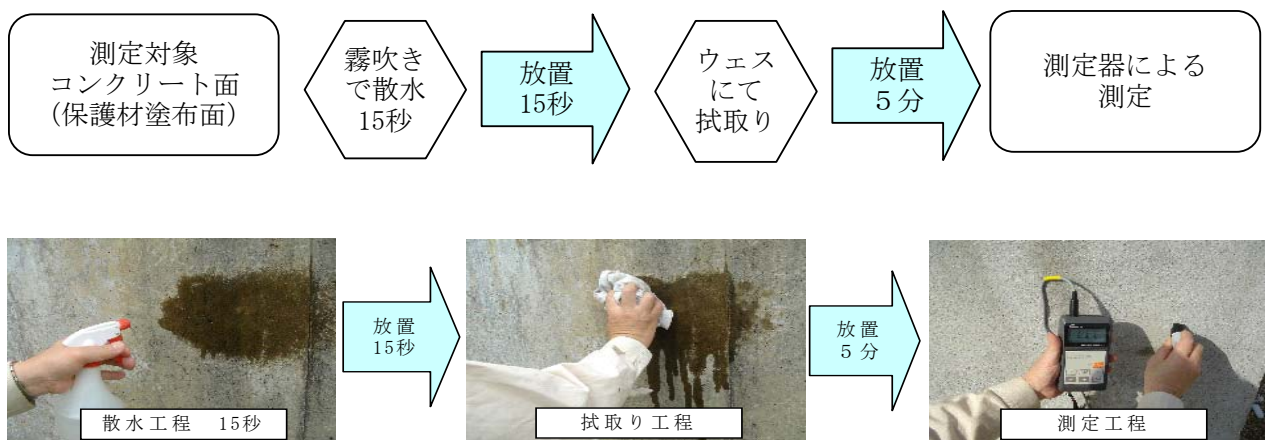 測定対象
コンクリート面
(保護材塗布面)
霧吹き
で散水
15秒
放置
15秒
ウェス
にて
拭取り
放置
５分
測定器による
測定
放置
15秒
放置
５分
散水工程　15秒
拭取り工程
測定工程